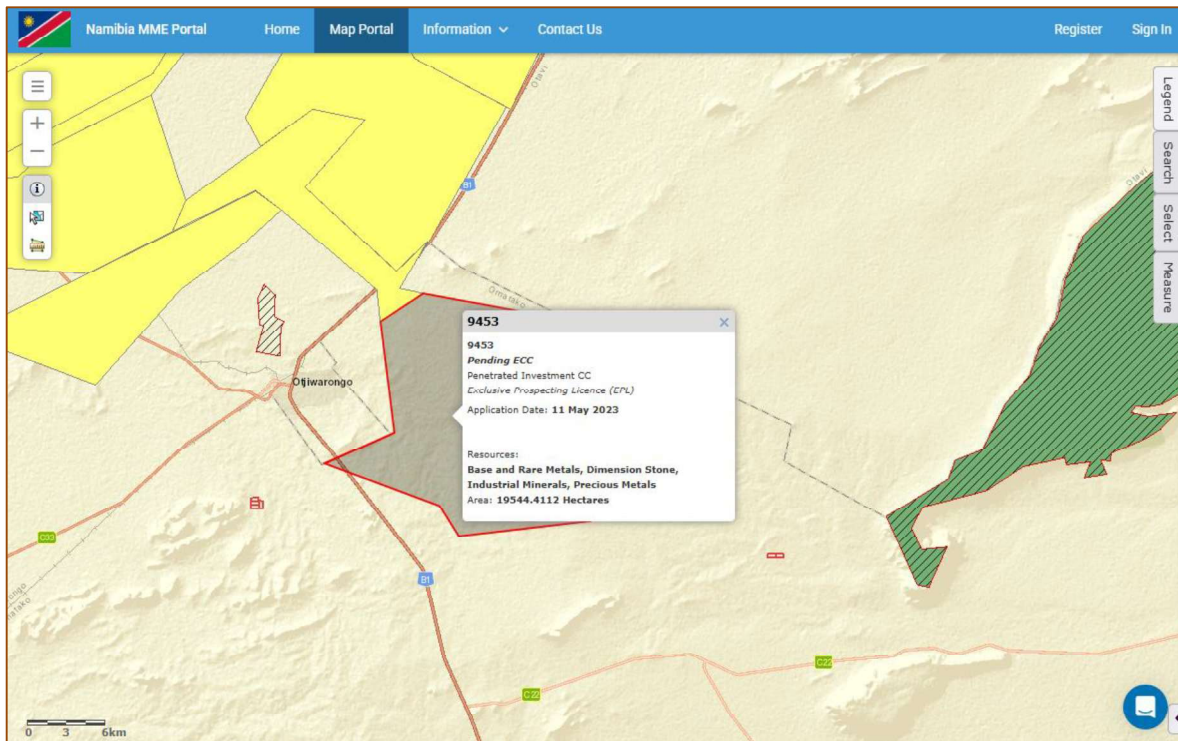 Namibia MME Portal
Home
Map Portal
Information
Contact Us
Register
Sign In
Legend
Search
Select
Measure
Otavi
B1
Otavi
Omatako
Otjiwarongo
9453
9453
Pending ECC
Penetrated Investment CC
Exclusive Prospecting Licence (EPL)
Application Date: 11 May 2023
Resources:
Base and Rare Metals, Dimension Stone,
Industrial Minerals, Precious Metals
Area: 19544.4112 Hectares
C33
B1
C22
C22
0 3 6km